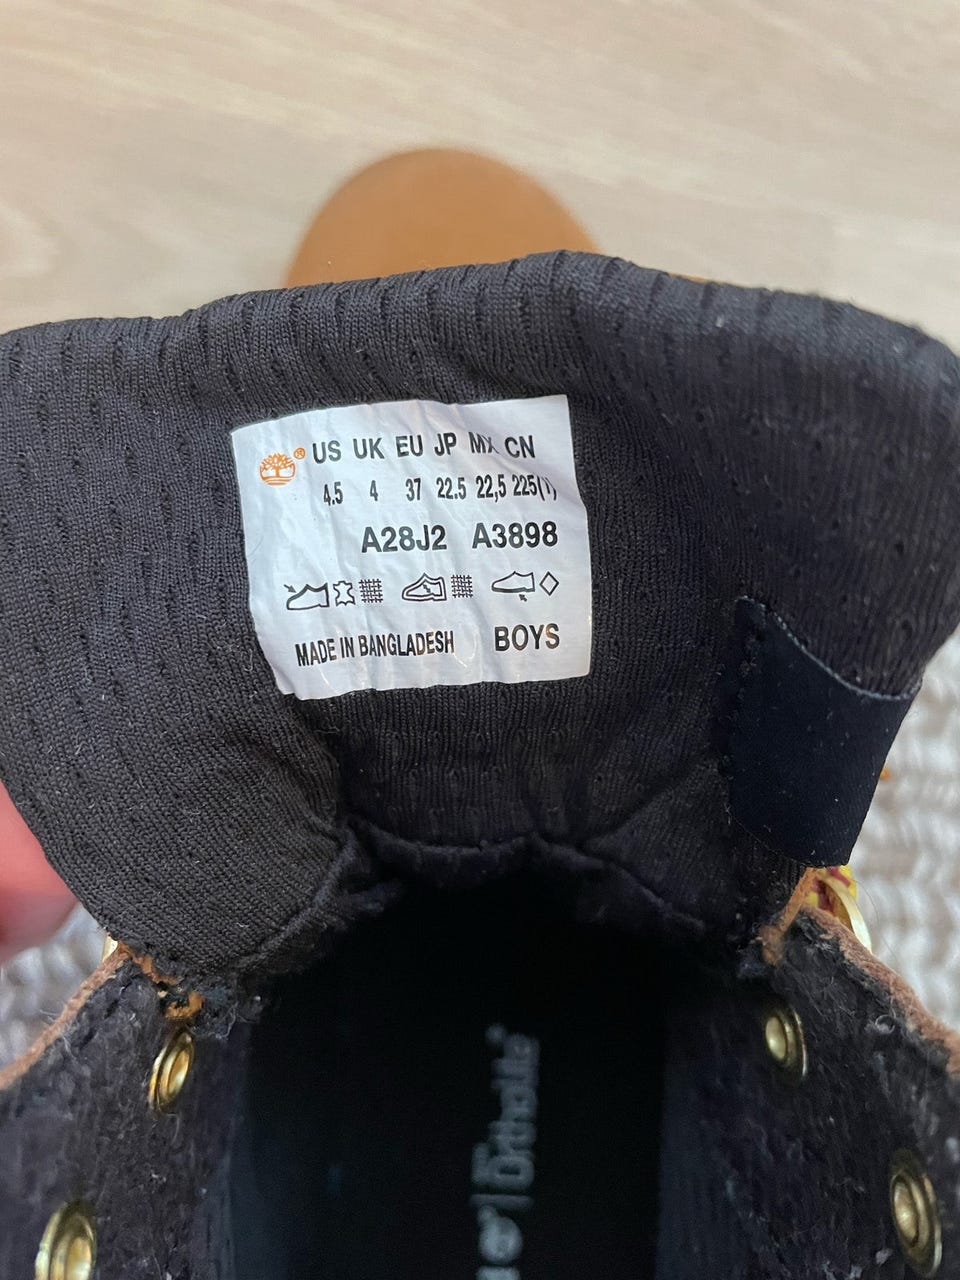 ® US UK EU JP MX CN
4.5 4 37 22.5 22,5 225(1)
A28J2 A3898
MADE IN BANGLADESH BOYS
OrthoLite®